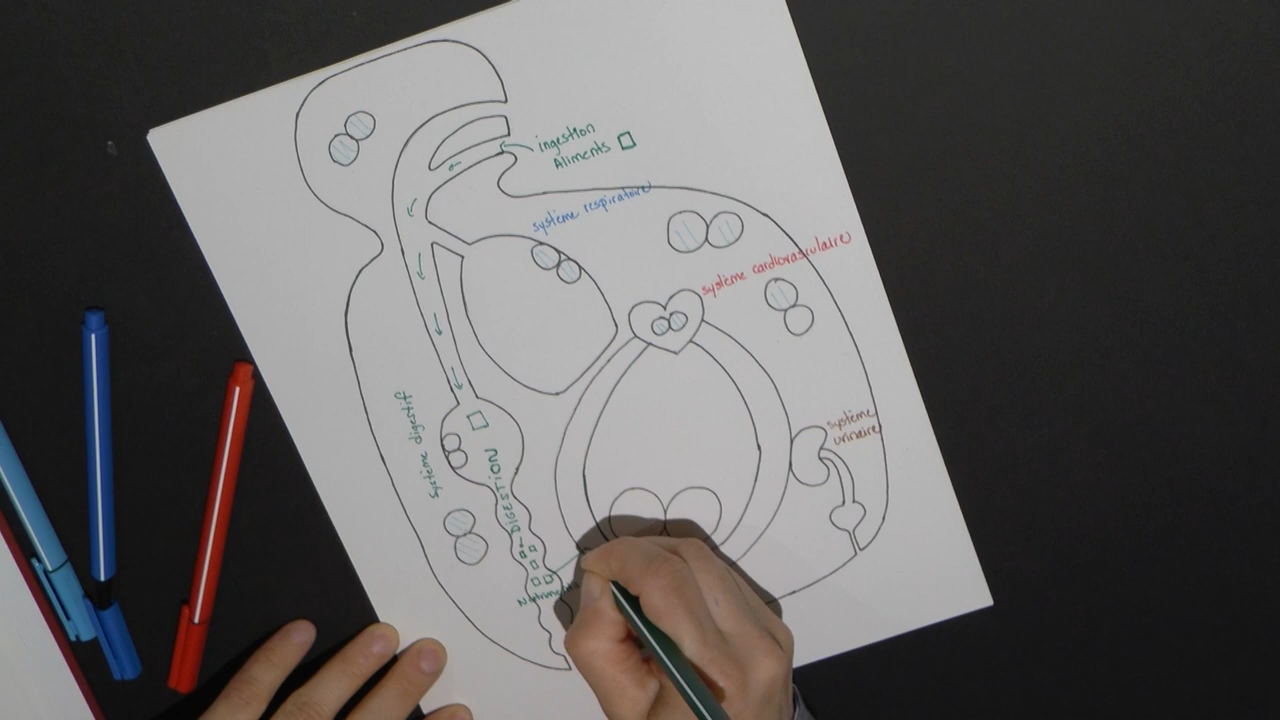 ingestion
Aliments
système respiratoire
système cardiovasculaire
système
urinaire
système digestif
DIGESTION